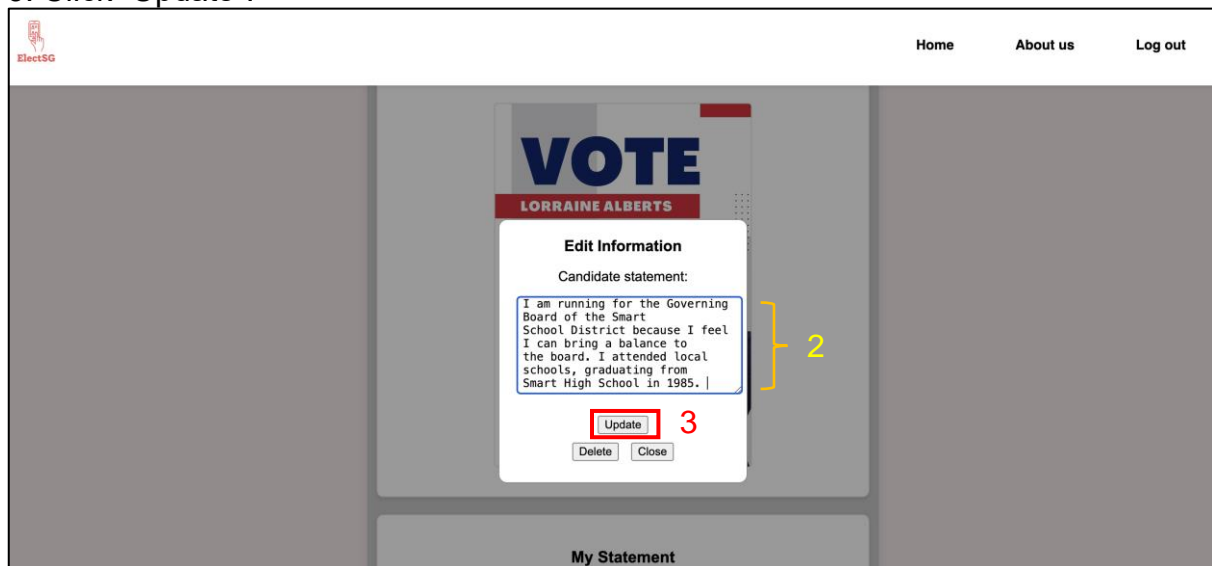 ElectSG
Home About us Log out
VOTE
LORRAINE ALBERTS
Edit Information
Candidate statement:
I am running for the Governing
Board of the Smart
School District because I feel
I can bring a balance to
the board. I attended local
schools, graduating from
Smart High School in 1985.
2
Update 3
Delete Close
My Statement